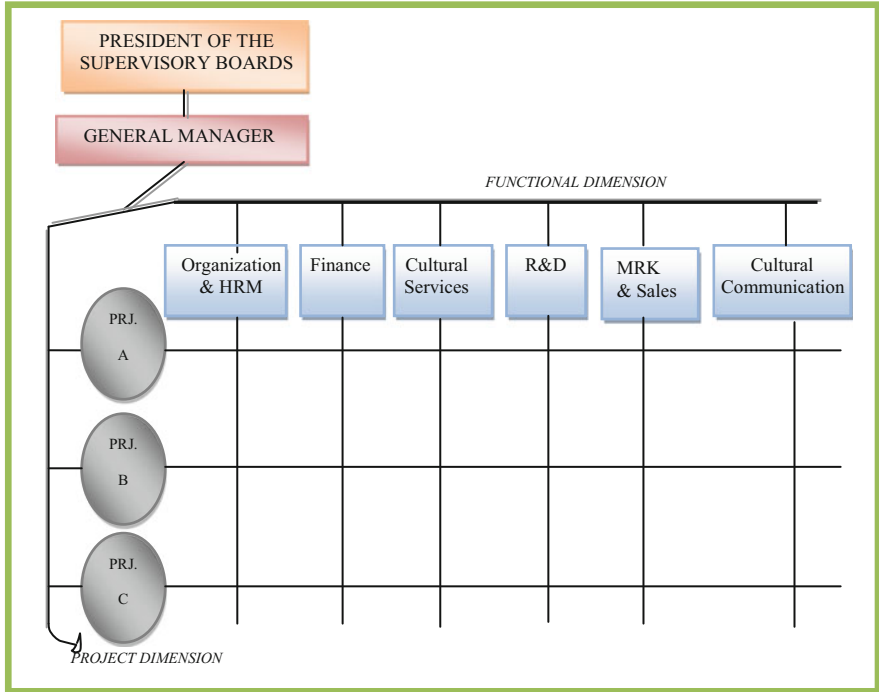 PRESIDENT OF THE
SUPERVISORY BOARDS
GENERAL MANAGER
FUNCTIONAL DIMENSION
Organization
& HRM
Finance
Cultural
Services
R&D
MRK
& Sales
Cultural
Communication
PRJ.
A
PRJ.
B
PRJ.
C
PROJECT DIMENSION